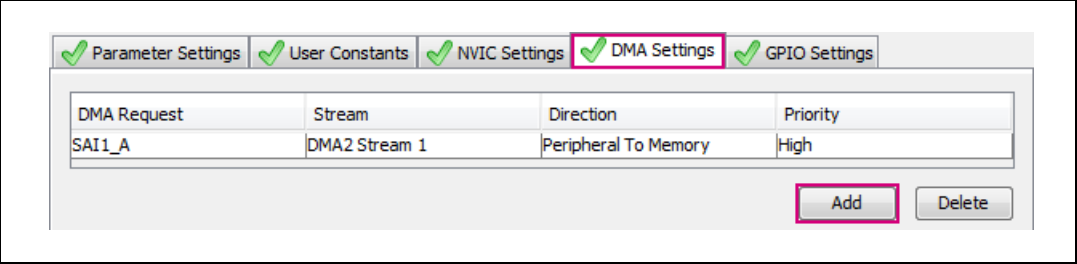 Parameter Settings User Constants NVIC Settings DMA Settings GPIO Settings
DMA Request Stream Direction Priority
SAI1_A DMA2 Stream 1 Peripheral To Memory High
Add Delete